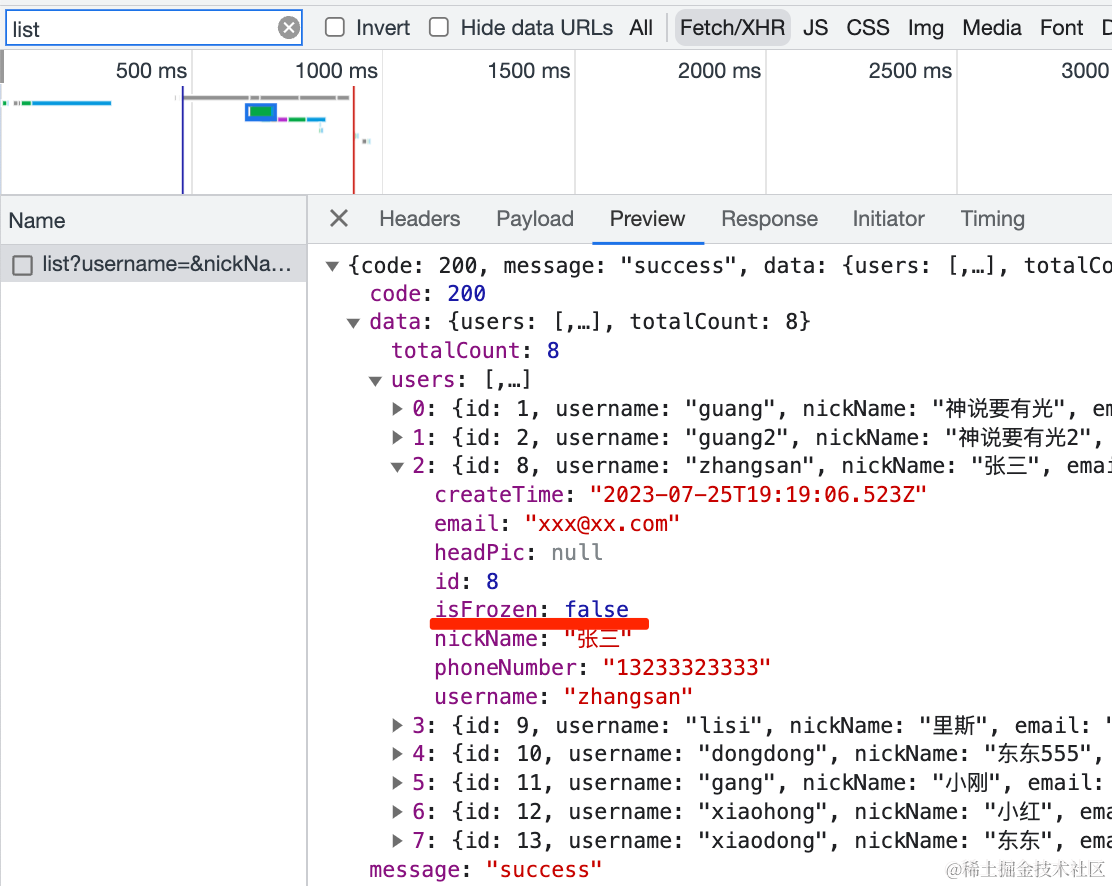 list Invert Hide data URLs All Fetch/XHR JS CSS Img Media Font
500 ms 1000 ms 1500 ms 2000 ms 2500 ms 3000
Name Headers Payload Preview Response Initiator Timing
list?username=&nickNa…
{code: 200, message: "success", data: {users: [,…], totalCo
code: 200
data: {users: [,…], totalCount: 8}
totalCount: 8
users: [,…]
0: {id: 1, username: "guang", nickName: "神说要有光", em
1: {id: 2, username: "guang2", nickName: "神说要有光2",
2: {id: 8, username: "zhangsan", nickName: "张三", emai
createTime: "2023-07-25T19:19:06.523Z"
email: "xxx@xx.com"
headPic: null
id: 8
isFrozen: false
nickName: "张三"
phoneNumber: "13233323333"
username: "zhangsan"
3: {id: 9, username: "lisi", nickName: "里斯", email: "
4: {id: 10, username: "dongdong", nickName: "东东555",
5: {id: 11, username: "gang", nickName: "小刚", email:
6: {id: 12, username: "xiaohong", nickName: "小红", ema
7: {id: 13, username: "xiaodong", nickName: "东东", ema
message: "success"
@稀土掘金技术社区